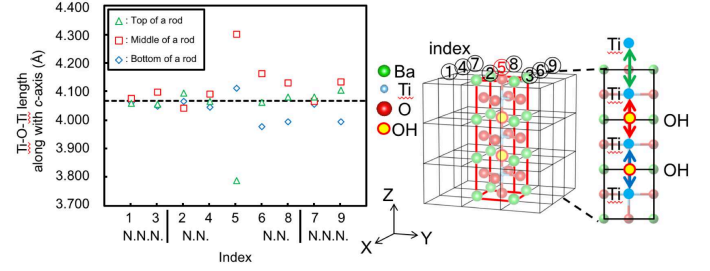 4.400
4.300
4.200
4.100
4.000
3.900
3.800
3.700
Ti-O-Ti length
along with c-axis (Å)
: Top of a rod
: Middle of a rod
: Bottom of a rod
1 3 2 4 5 6 8 7 9
N.N.N. N.N. N.N. N.N.N.
Index
index
1 4 7 2 5 8 3 6 9
Ba
Ti
O
OH
Z
X
Y
Ti
Ti
OH
Ti
OH
Ti